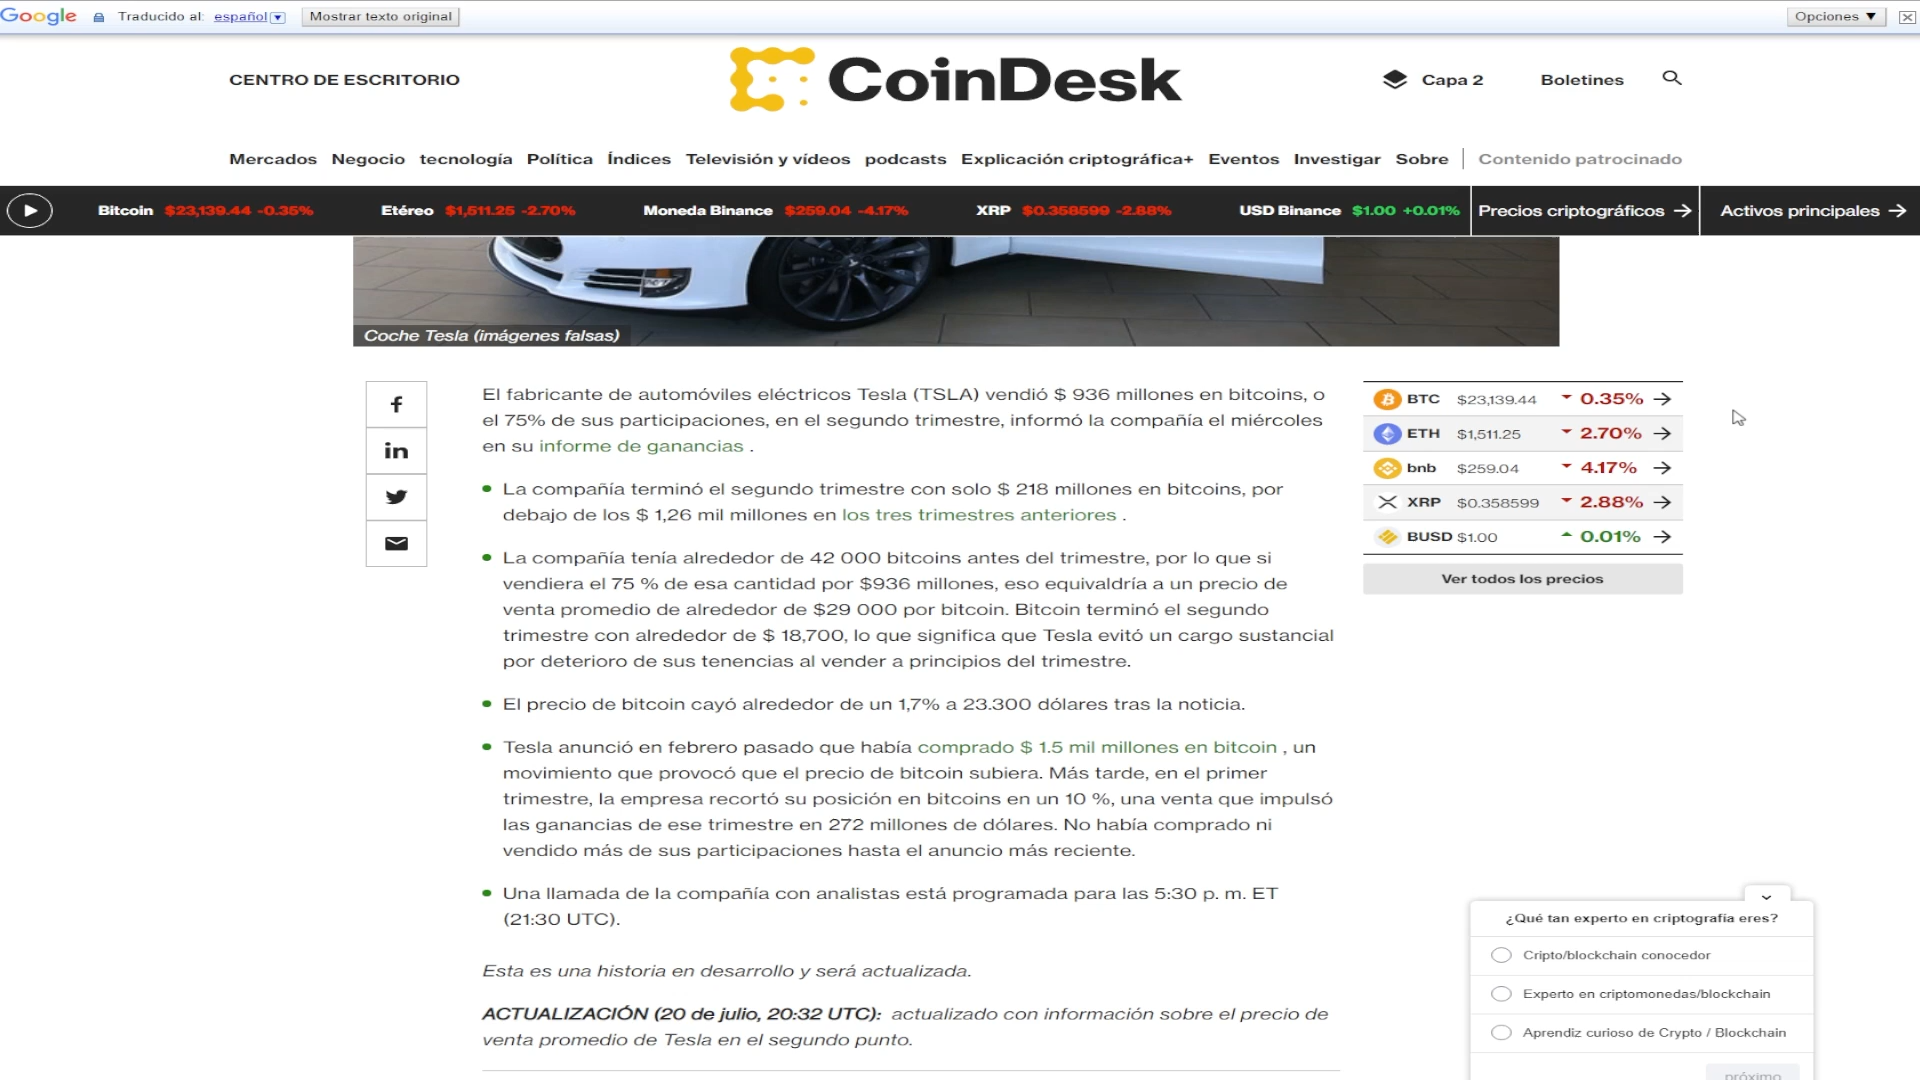 Google Traducido al: español Mostrar texto original Opciones ▼
CENTRO DE ESCRITORIO
CoinDesk
Capa 2 Boletines
Mercados Negocio tecnología Política Índices Televisión y vídeos podcasts Explicación criptográfica+ Eventos Investigar Sobre Contenido patrocinado
Bitcoin $23,139.44 -0.35% Etéreo $1,511.25 -2.70% Moneda Binance $259.04 -4.17% XRP $0.358599 -2.88% USD Binance $1.00 +0.01% Precios criptográficos → Activos principales →
Coche Tesla (imágenes falsas)
El fabricante de automóviles eléctricos Tesla (TSLA) vendió $ 936 millones en bitcoins, o
el 75% de sus participaciones, en el segundo trimestre, informó la compañía el miércoles
en su informe de ganancias .
La compañía terminó el segundo trimestre con solo $ 218 millones en bitcoins, por
debajo de los $ 1,26 mil millones en los tres trimestres anteriores .
La compañía tenía alrededor de 42 000 bitcoins antes del trimestre, por lo que si
vendiera el 75 % de esa cantidad por $936 millones, eso equivaldría a un precio de
venta promedio de alrededor de $29 000 por bitcoin. Bitcoin terminó el segundo
trimestre con alrededor de $ 18,700, lo que significa que Tesla evitó un cargo sustancial
por deterioro de sus tenencias al vender a principios del trimestre.
El precio de bitcoin cayó alrededor de un 1,7% a 23.300 dólares tras la noticia.
Tesla anunció en febrero pasado que había comprado $ 1.5 mil millones en bitcoin , un
movimiento que provocó que el precio de bitcoin subiera. Más tarde, en el primer
trimestre, la empresa recortó su posición en bitcoins en un 10 %, una venta que impulsó
las ganancias de ese trimestre en 272 millones de dólares. No había comprado ni
vendido más de sus participaciones hasta el anuncio más reciente.
Una llamada de la compañía con analistas está programada para las 5:30 p. m. ET
(21:30 UTC).
Esta es una historia en desarrollo y será actualizada.
ACTUALIZACIÓN (20 de julio, 20:32 UTC): actualizado con información sobre el precio de
venta promedio de Tesla en el segundo punto.
BTC $23,139.44 0.35% →
ETH $1,511.25 2.70% →
bnb $259.04 4.17% →
XRP $0.358599 2.88% →
BUSD $1.00 0.01% →
Ver todos los precios
¿Qué tan experto en criptografía eres?
Cripto/blockchain conocedor
Experto en criptomonedas/blockchain
Aprendiz curioso de Crypto / Blockchain
próximo